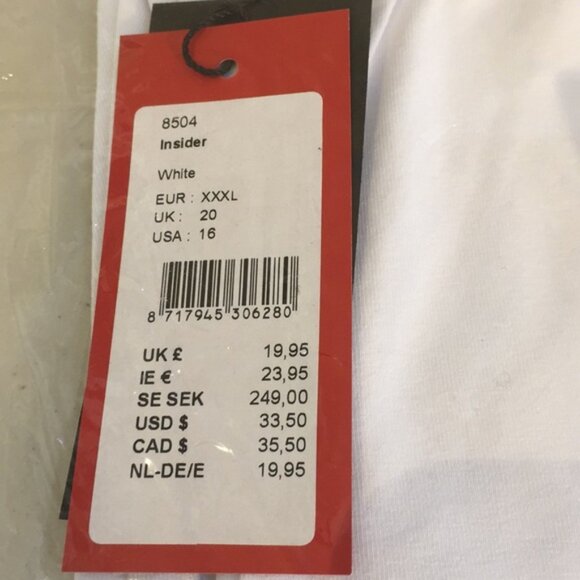 8504
Insider
White
EUR : XXXL
UK : 20
USA : 16
8 717945 306280
UK £ 19,95
IE € 23,95
SE SEK 249,00
USD $ 33,50
CAD $ 35,50
NL-DE/E 19,95